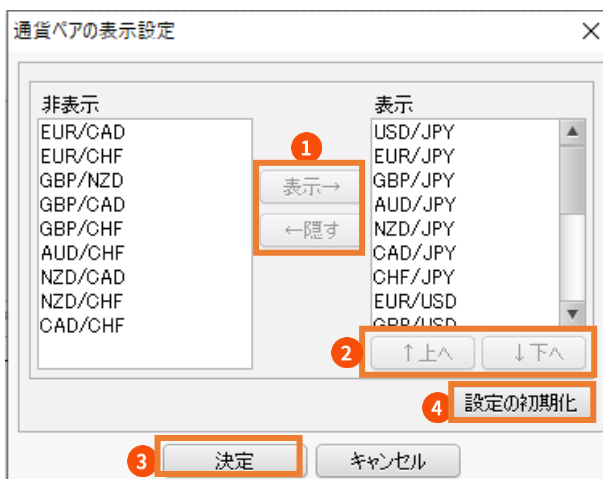 通貨ペアの表示設定
非表示
EUR/CAD
EUR/CHF
GBP/NZD
GBP/CAD
GBP/CHF
AUD/CHF
NZD/CAD
NZD/CHF
CAD/CHF
1
表示→
←隠す
表示
USD/JPY
EUR/JPY
GBP/JPY
AUD/JPY
NZD/JPY
CAD/JPY
CHF/JPY
EUR/USD
GBP/USD
2
↑上へ
↓下へ
4
設定の初期化
3
決定
キャンセル